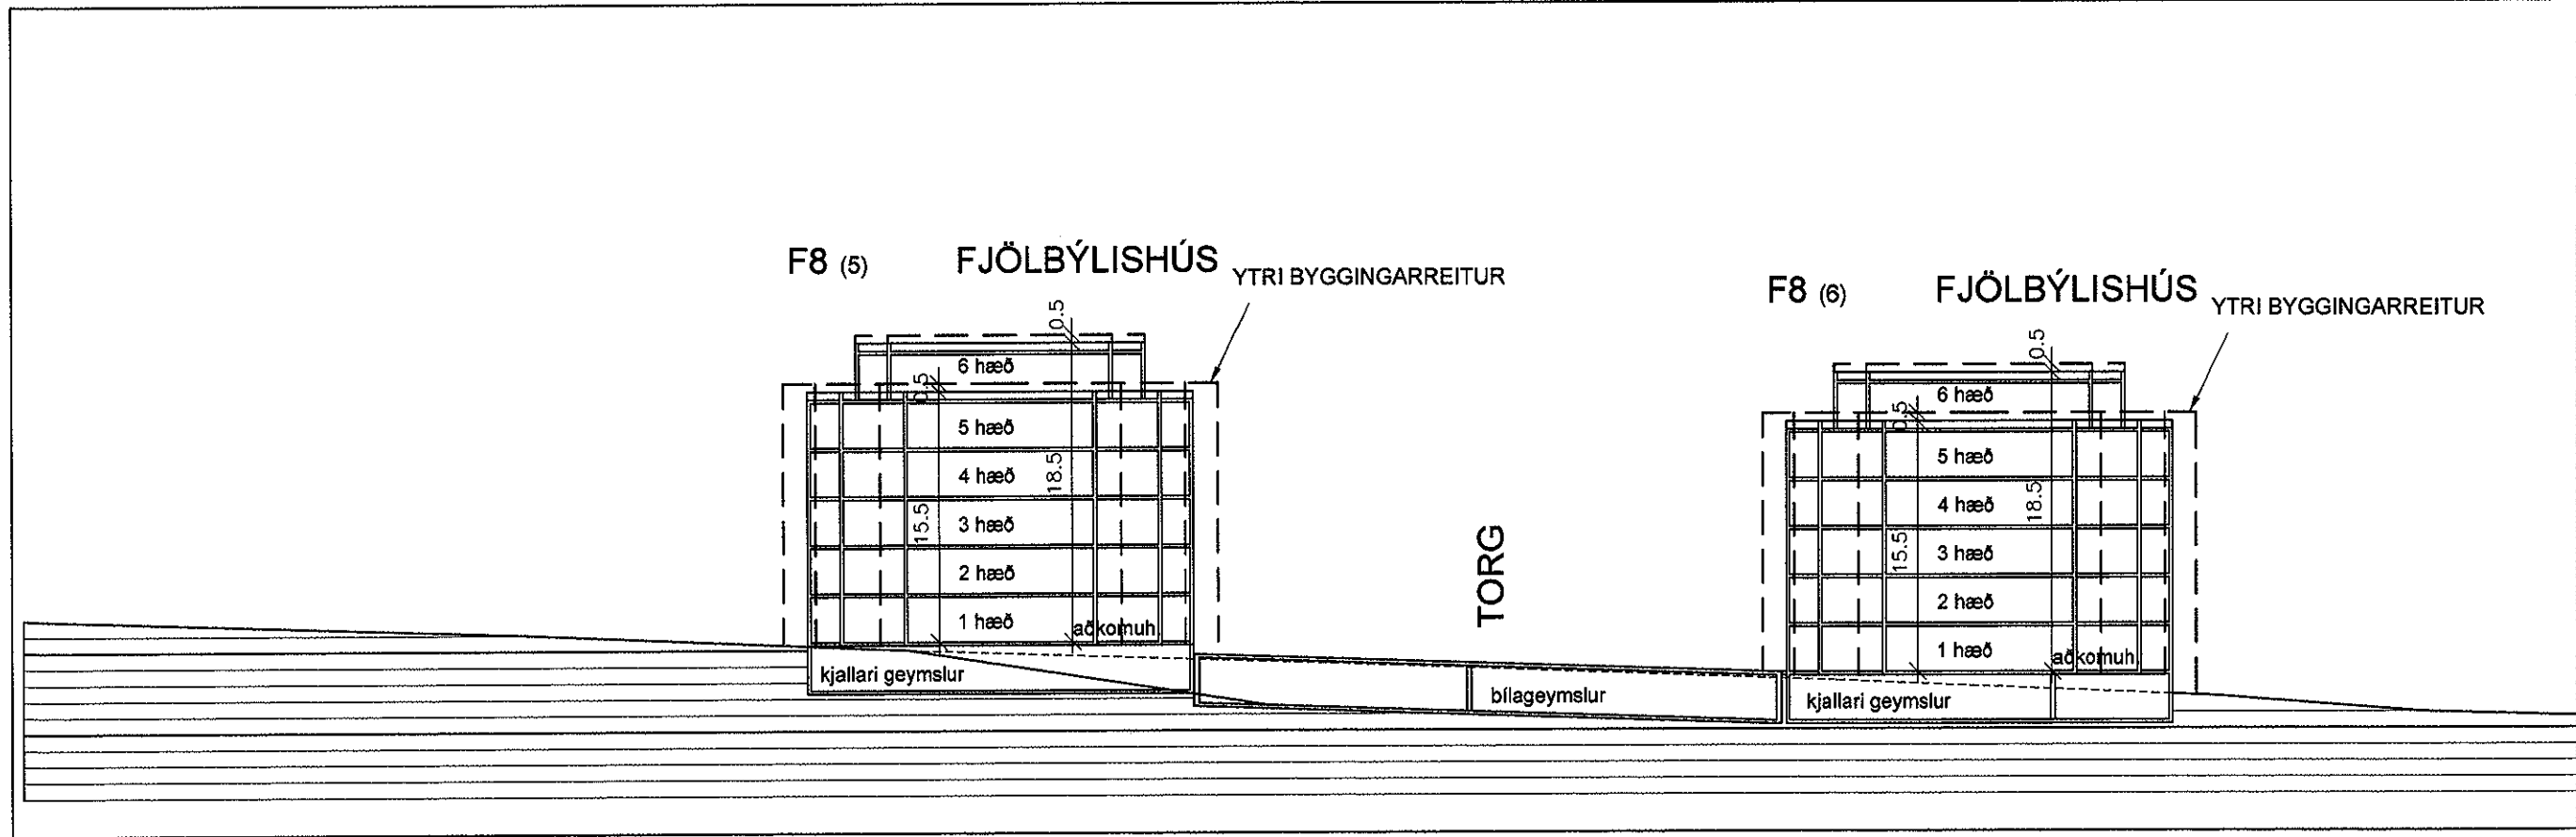 F8 (5) FJÖLBÝLISHÚS
YTRI BYGGINGARREITUR
0.5
6 hæð
0.5
5 hæð
4 hæð
18.5
15.5
3 hæð
2 hæð
1 hæð
aðkomuh.
kjallari geymslur
TORG
bílageymslur
F8 (6) FJÖLBÝLISHÚS
YTRI BYGGINGARREITUR
0.5
6 hæð
0.5
5 hæð
4 hæð
18.5
15.5
3 hæð
2 hæð
1 hæð
aðkomuh.
kjallari geymslur